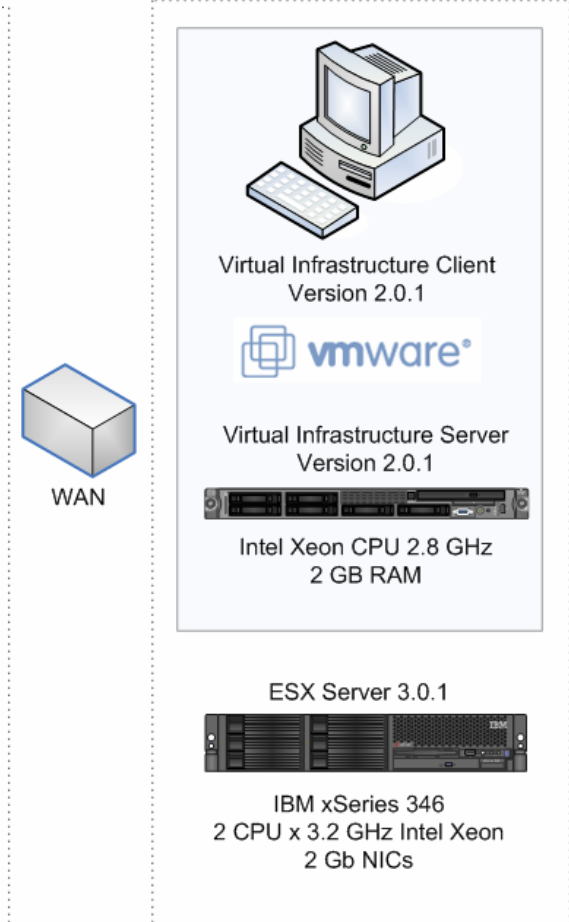 Virtual Infrastructure Client
Version 2.0.1
vmware®
Virtual Infrastructure Server
Version 2.0.1
WAN
Intel Xeon CPU 2.8 GHz
2 GB RAM
ESX Server 3.0.1
IBM
IBM xSeries 346
2 CPU x 3.2 GHz Intel Xeon
2 Gb NICs